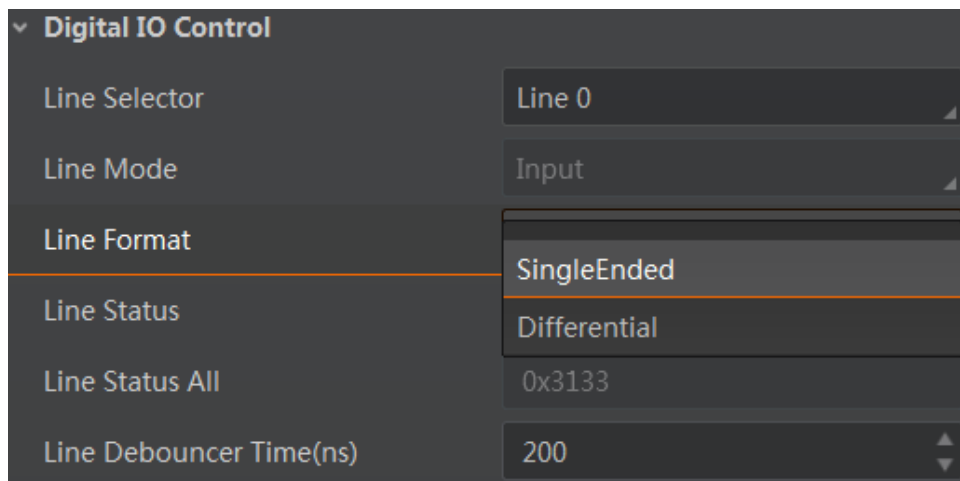 Digital IO Control
Line Selector Line 0
Line Mode Input
Line Format
SingleEnded
Line Status
Differential
Line Status All 0x3133
Line Debouncer Time(ns) 200